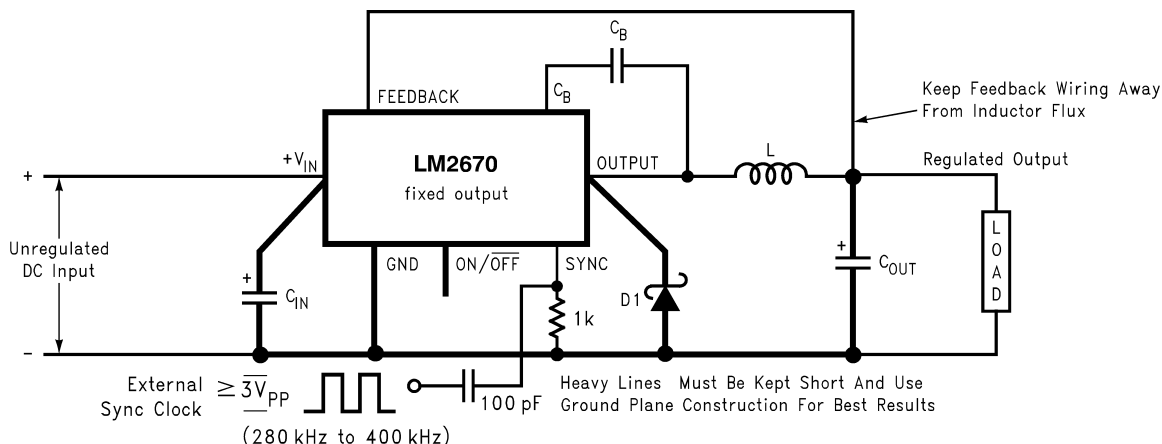 C_B
FEEDBACK
C_B
Keep Feedback Wiring Away
From Inductor Flux
+V_IN
LM2670
fixed output
OUTPUT
L
Regulated Output
+
Unregulated
DC Input
−
+
C_IN
GND
ON/O̅F̅F̅
SYNC
1k
D1
+
C_OUT
LOAD
External
Sync Clock
≥ 3V_PP
(280 kHz to 400 kHz)
100 pF
Heavy Lines Must Be Kept Short And Use
Ground Plane Construction For Best Results